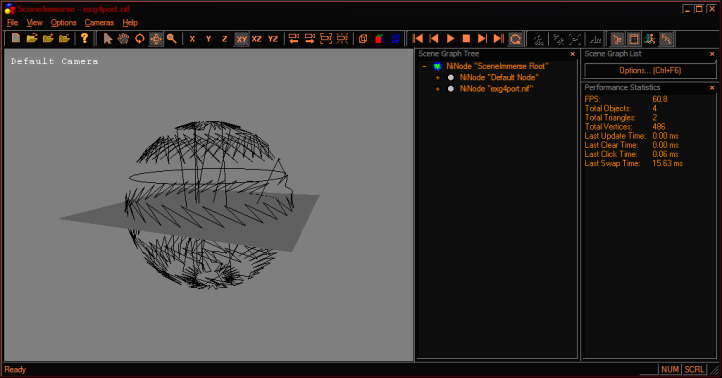 SceneImmerse - exg4port.nif
File View Options Cameras Help
X Y Z XY XZ YZ
Default Camera
Scene Graph Tree
NiNode "SceneImmerse Root"
NiNode "Default Node"
NiNode "exg4port.nif"
Scene Graph List
Options... (Ctrl+F6)
Performance Statistics
FPS: 60.8
Total Objects: 4
Total Triangles: 2
Total Vertices: 486
Last Update Time: 0.00 ms
Last Clear Time: 0.00 ms
Last Click Time: 0.06 ms
Last Swap Time: 15.63 ms
Ready
NUM SCRL